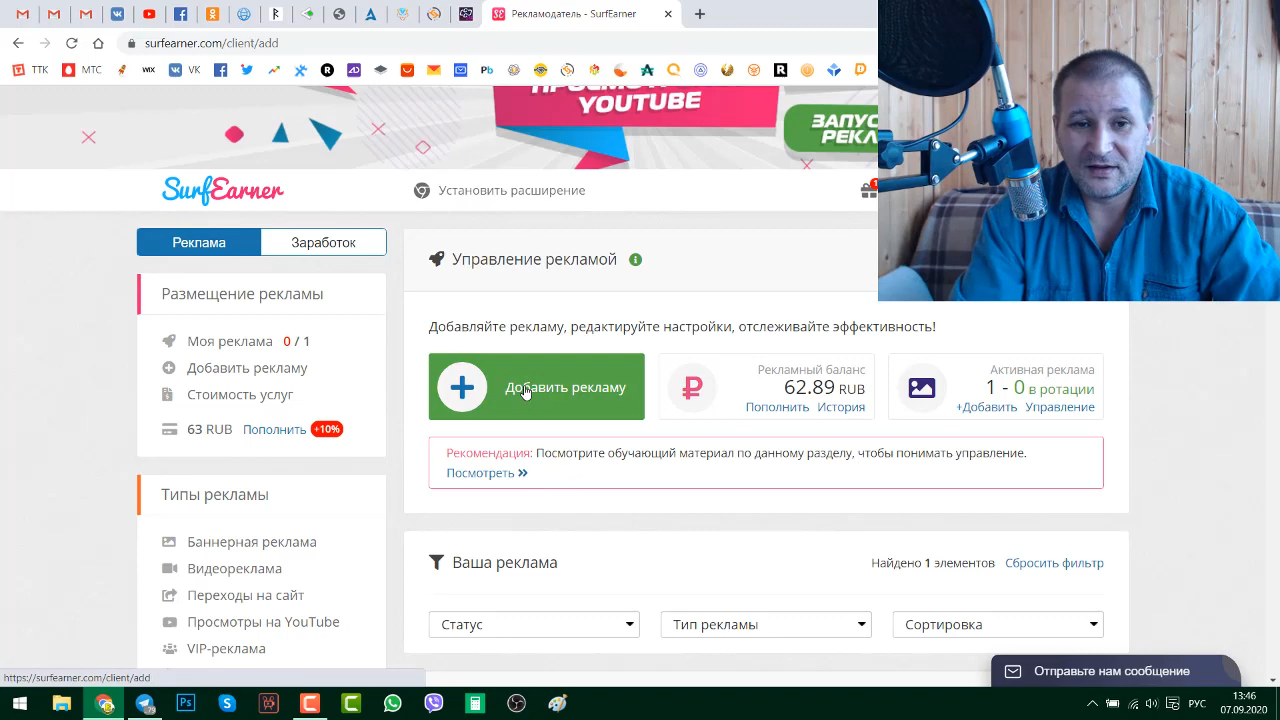 Рекламодатель - SurfEarner
surfearner.com/client/add
TTK
МТС
WIX
VK
Pb
YOUTUBE
SurfEarner
Установить расширение
1
Реклама
Заработок
Размещение рекламы
Моя реклама 0 / 1
Добавить рекламу
Стоимость услуг
63 RUB Пополнить +10%
Типы рекламы
Баннерная реклама
Видеореклама
Переходы на сайт
Просмотры на YouTube
VIP-реклама
Управление рекламой
Добавляйте рекламу, редактируйте настройки, отслеживайте эффективность!
Добавить рекламу
Рекламный баланс
62.89 RUB
Пополнить История
Активная реклама
1 - 0 в ротации
+Добавить Управление
Рекомендация: Посмотрите обучающий материал по данному разделу, чтобы понимать управление.
Посмотреть
Ваша реклама
Найдено 1 элементов Сбросить фильтр
Статус
Тип рекламы
Сортировка
Отправьте нам сообщение
https://surfearner.com/client/add
Ps
РУС
13:46
07.09.2020